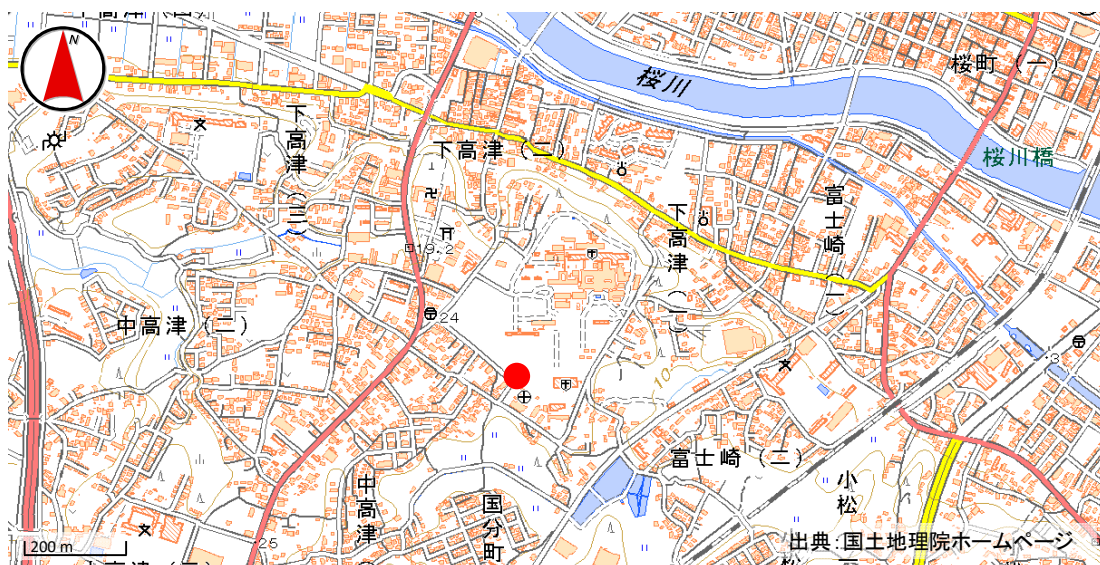 N
桜町（一）
桜川
下高津（三）
下高津（二）
桜川橋
富士崎（一）
下高津（一）
19.2
24
中高津（二）
3
10
富士崎（二）
小松
中高津
国分町
25
200 m
出典：国土地理院ホームページ